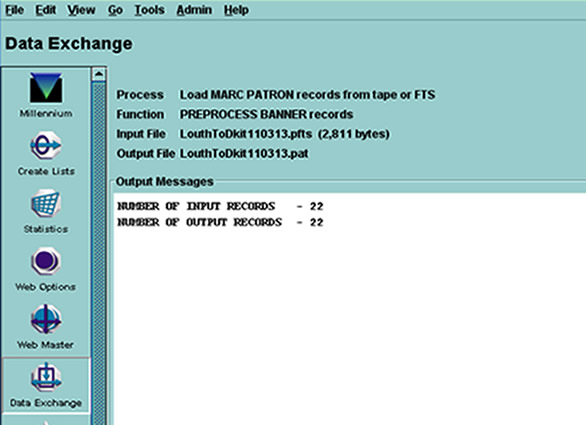 File Edit View Go Tools Admin Help
Data Exchange
Millennium
Create Lists
Statistics
Web Options
Web Master
Data Exchange
Process Load MARC PATRON records from tape or FTS
Function PREPROCESS BANNER records
Input File LouthToDkit110313.pfts (2,811 bytes)
Output File LouthToDkit110313.pat
Output Messages
NUMBER OF INPUT RECORDS - 22
NUMBER OF OUTPUT RECORDS - 22